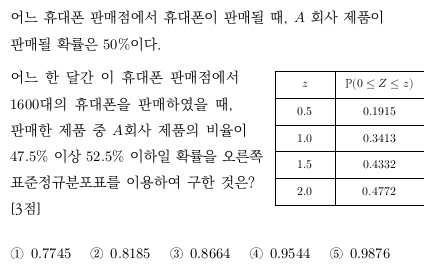 어느 휴대폰 판매점에서 휴대폰이 판매될 때, A 회사 제품이
판매될 확률은 50%이다.
어느 한 달간 이 휴대폰 판매점에서
1600대의 휴대폰을 판매하였을 때,
판매한 제품 중 A회사 제품의 비율이
47.5% 이상 52.5% 이하일 확률을 오른쪽
표준정규분포표를 이용하여 구한 것은?
[3점]
z P(0 ≤ Z ≤ z)
0.5 0.1915
1.0 0.3413
1.5 0.4332
2.0 0.4772
① 0.7745 ② 0.8185 ③ 0.8664 ④ 0.9544 ⑤ 0.9876